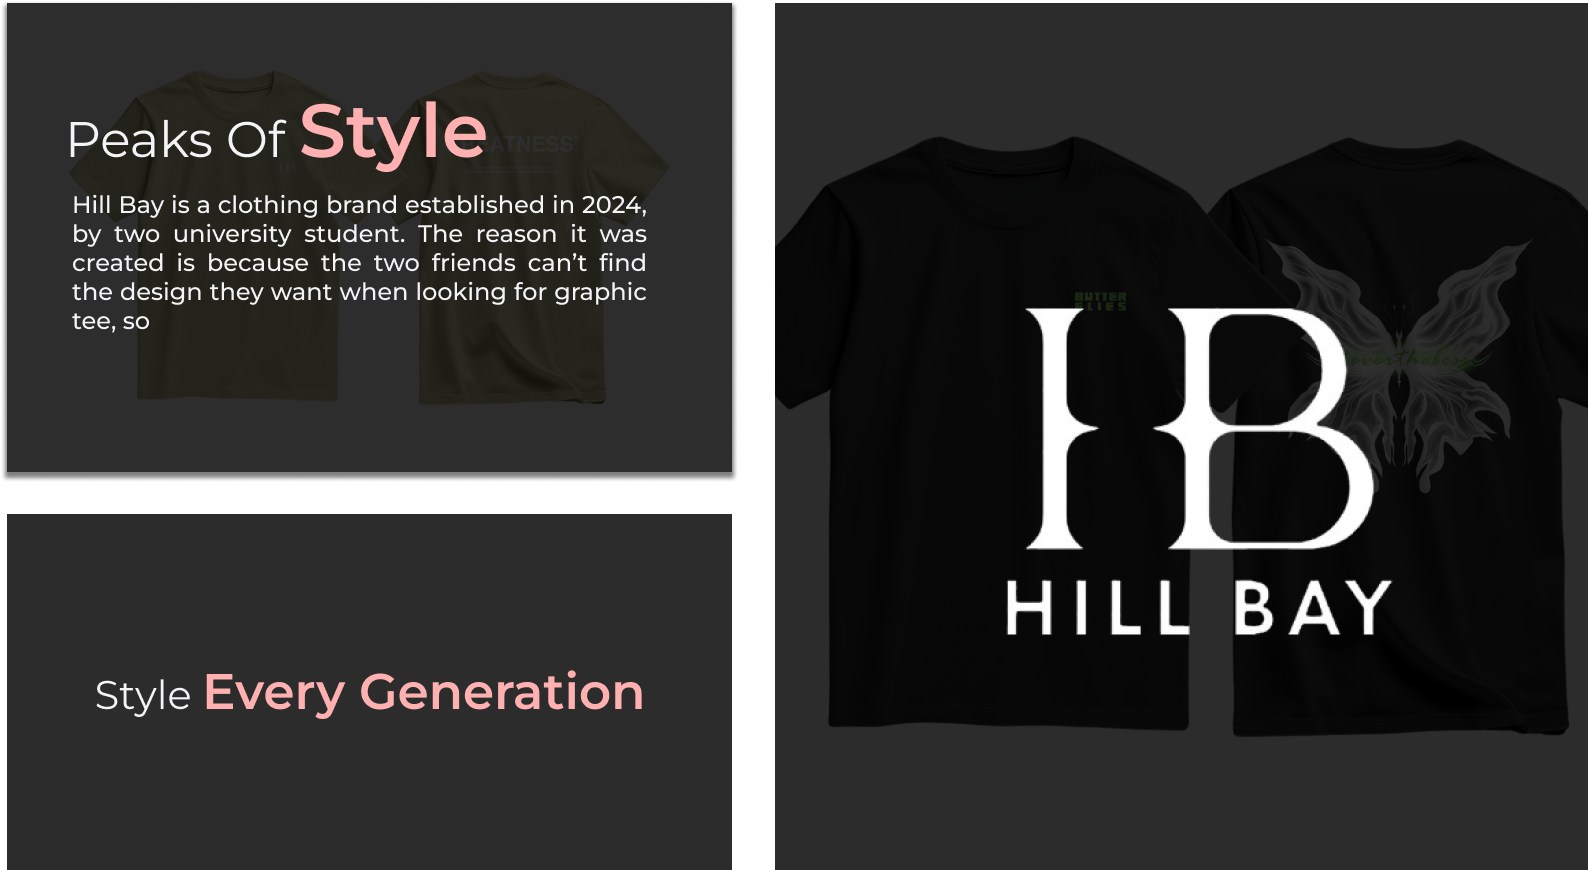 Peaks Of Style
Hill Bay is a clothing brand established in 2024,
by two university student. The reason it was
created is because the two friends can’t find
the design they want when looking for graphic
tee, so
Style Every Generation
BUTTER
FLIES
nevertheless
HB
HILL BAY